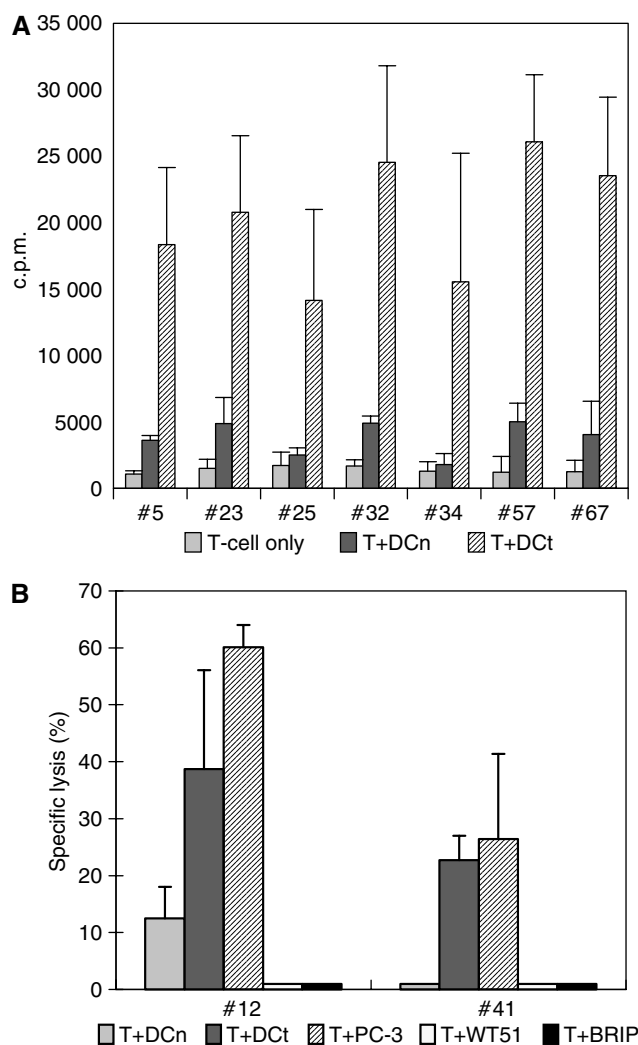 A
35 000
30 000
25 000
20 000
15 000
10 000
5000
0
c.p.m.
#5 #23 #25 #32 #34 #57 #67
T-cell only T+DCn T+DCt
B
70
60
50
40
30
20
10
0
Specific lysis (%)
#12 #41
T+DCn T+DCt T+PC-3 T+WT51 T+BRIP